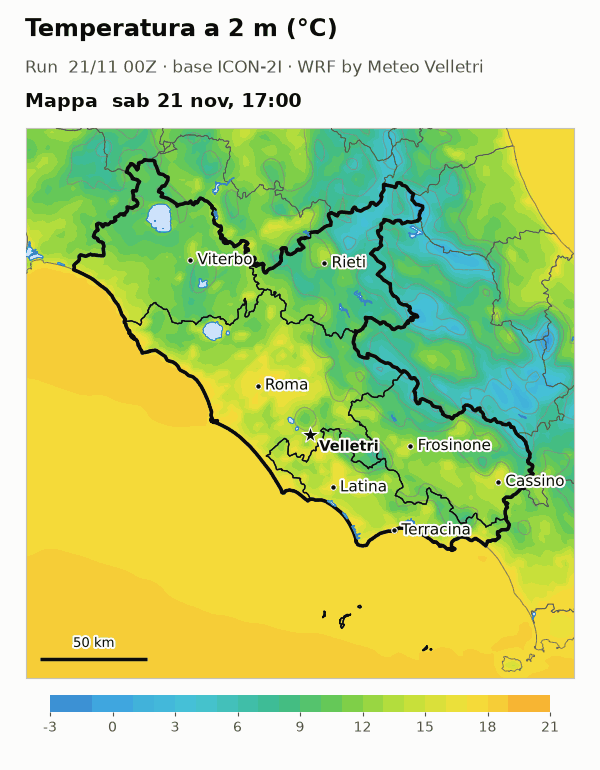 Temperatura a 2 m (°C)
Run  21/11 00Z · base ICON-2I · WRF by Meteo Velletri
Mappa  sab 21 nov, 17:00
Viterbo
Rieti
Roma
Velletri
Frosinone
Cassino
Latina
Terracina
50 km
-3 0 3 6 9 12 15 18 21